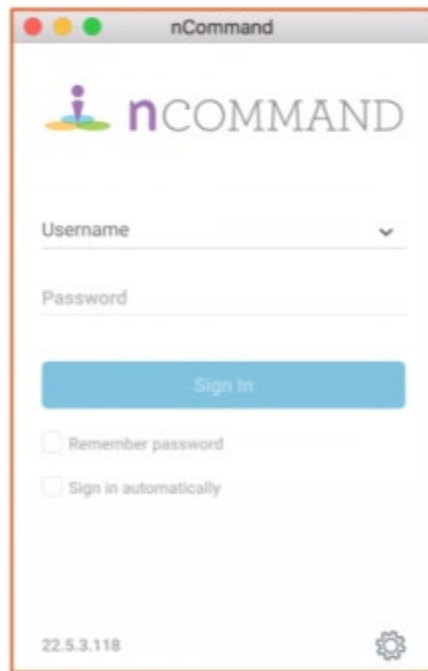 nCommand
nCOMMAND
Username
Password
Sign In
Remember password
Sign in automatically
22.5.3.118